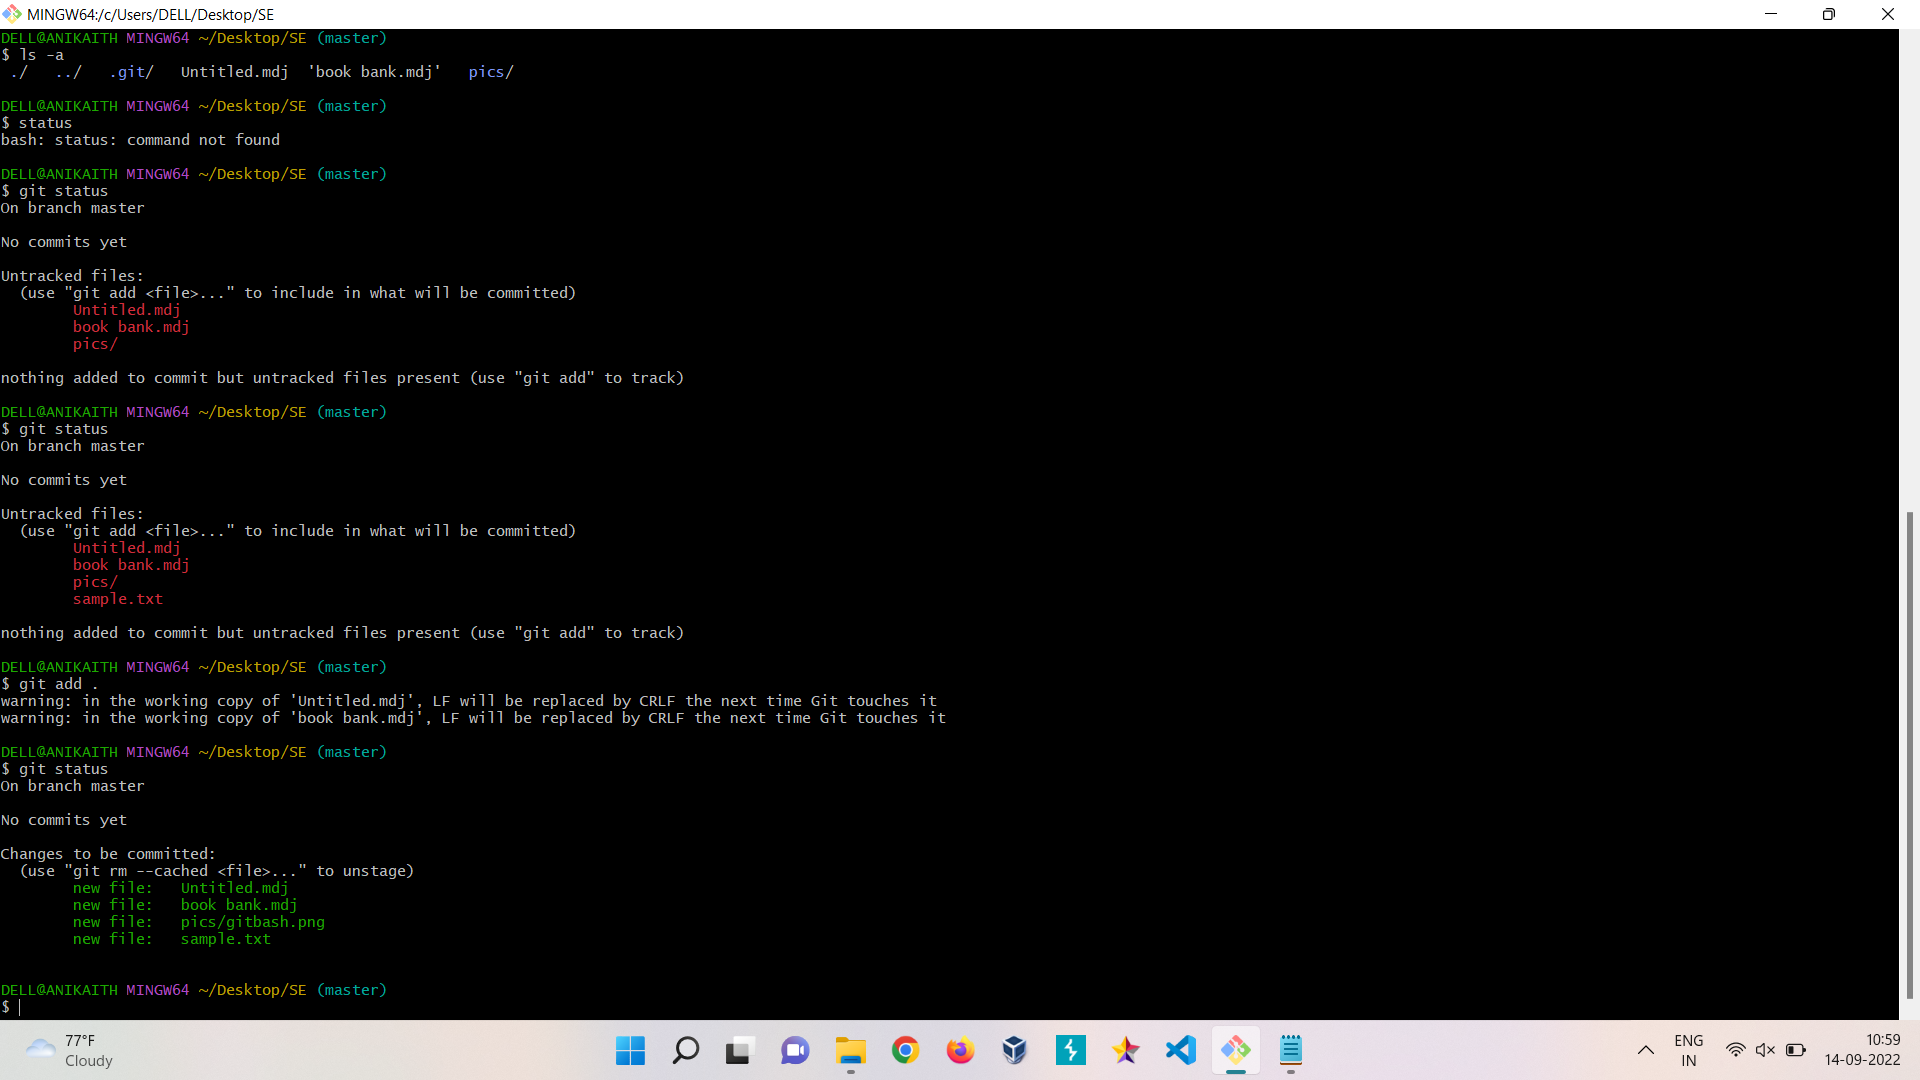 MINGW64:/c/Users/DELL/Desktop/SE
DELL@ANIKAITH MINGW64 ~/Desktop/SE (master)
$ ls -a
./   ../   .git/   Untitled.mdj  'book bank.mdj'   pics/
DELL@ANIKAITH MINGW64 ~/Desktop/SE (master)
$ status
bash: status: command not found
DELL@ANIKAITH MINGW64 ~/Desktop/SE (master)
$ git status
On branch master
No commits yet
Untracked files:
  (use "git add <file>..." to include in what will be committed)
        Untitled.mdj
        book bank.mdj
        pics/
nothing added to commit but untracked files present (use "git add" to track)
DELL@ANIKAITH MINGW64 ~/Desktop/SE (master)
$ git status
On branch master
No commits yet
Untracked files:
  (use "git add <file>..." to include in what will be committed)
        Untitled.mdj
        book bank.mdj
        pics/
        sample.txt
nothing added to commit but untracked files present (use "git add" to track)
DELL@ANIKAITH MINGW64 ~/Desktop/SE (master)
$ git add .
warning: in the working copy of 'Untitled.mdj', LF will be replaced by CRLF the next time Git touches it
warning: in the working copy of 'book bank.mdj', LF will be replaced by CRLF the next time Git touches it
DELL@ANIKAITH MINGW64 ~/Desktop/SE (master)
$ git status
On branch master
No commits yet
Changes to be committed:
  (use "git rm --cached <file>..." to unstage)
        new file:   Untitled.mdj
        new file:   book bank.mdj
        new file:   pics/gitbash.png
        new file:   sample.txt
DELL@ANIKAITH MINGW64 ~/Desktop/SE (master)
$
77°F
Cloudy
ENG
IN
10:59
14-09-2022